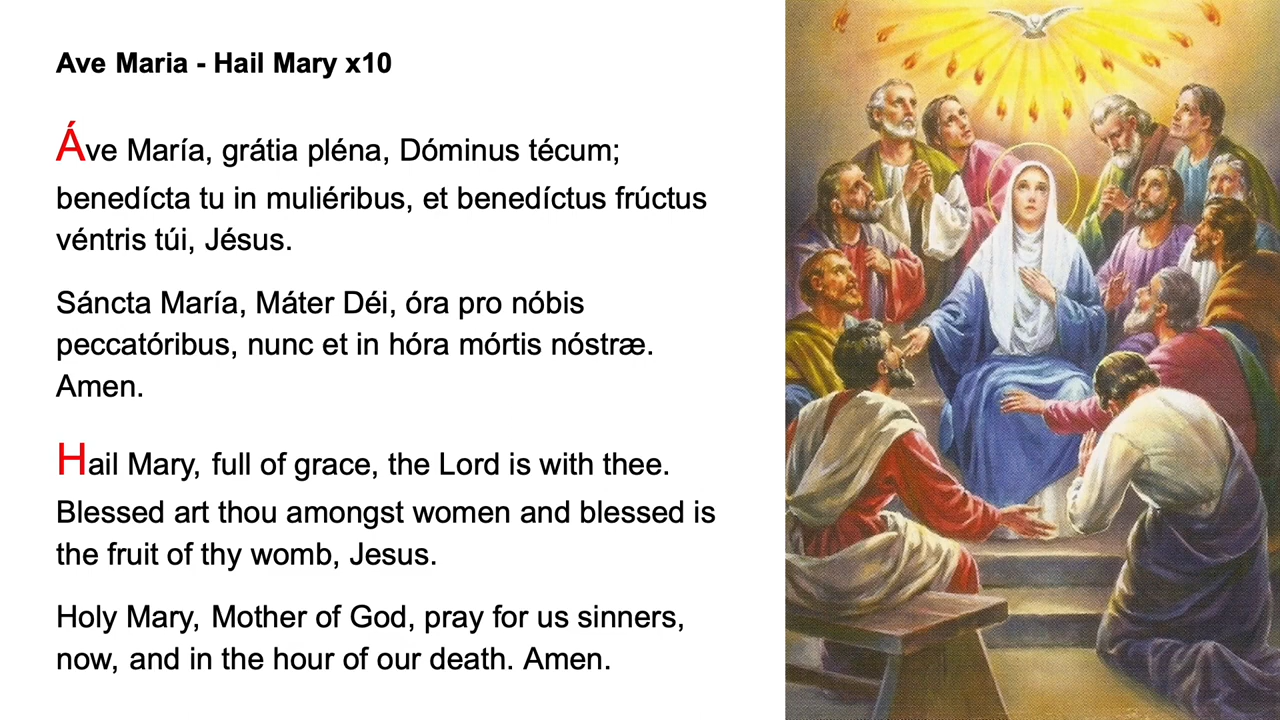 Ave Maria - Hail Mary x10
Áve María, grátia pléna, Dóminus técum;
benedícta tu in muliéribus, et benedíctus frúctus
véntris túi, Jésus.
Sáncta María, Máter Déi, óra pro nóbis
peccatóribus, nunc et in hóra mórtis nóstræ.
Amen.
Hail Mary, full of grace, the Lord is with thee.
Blessed art thou amongst women and blessed is
the fruit of thy womb, Jesus.
Holy Mary, Mother of God, pray for us sinners,
now, and in the hour of our death. Amen.